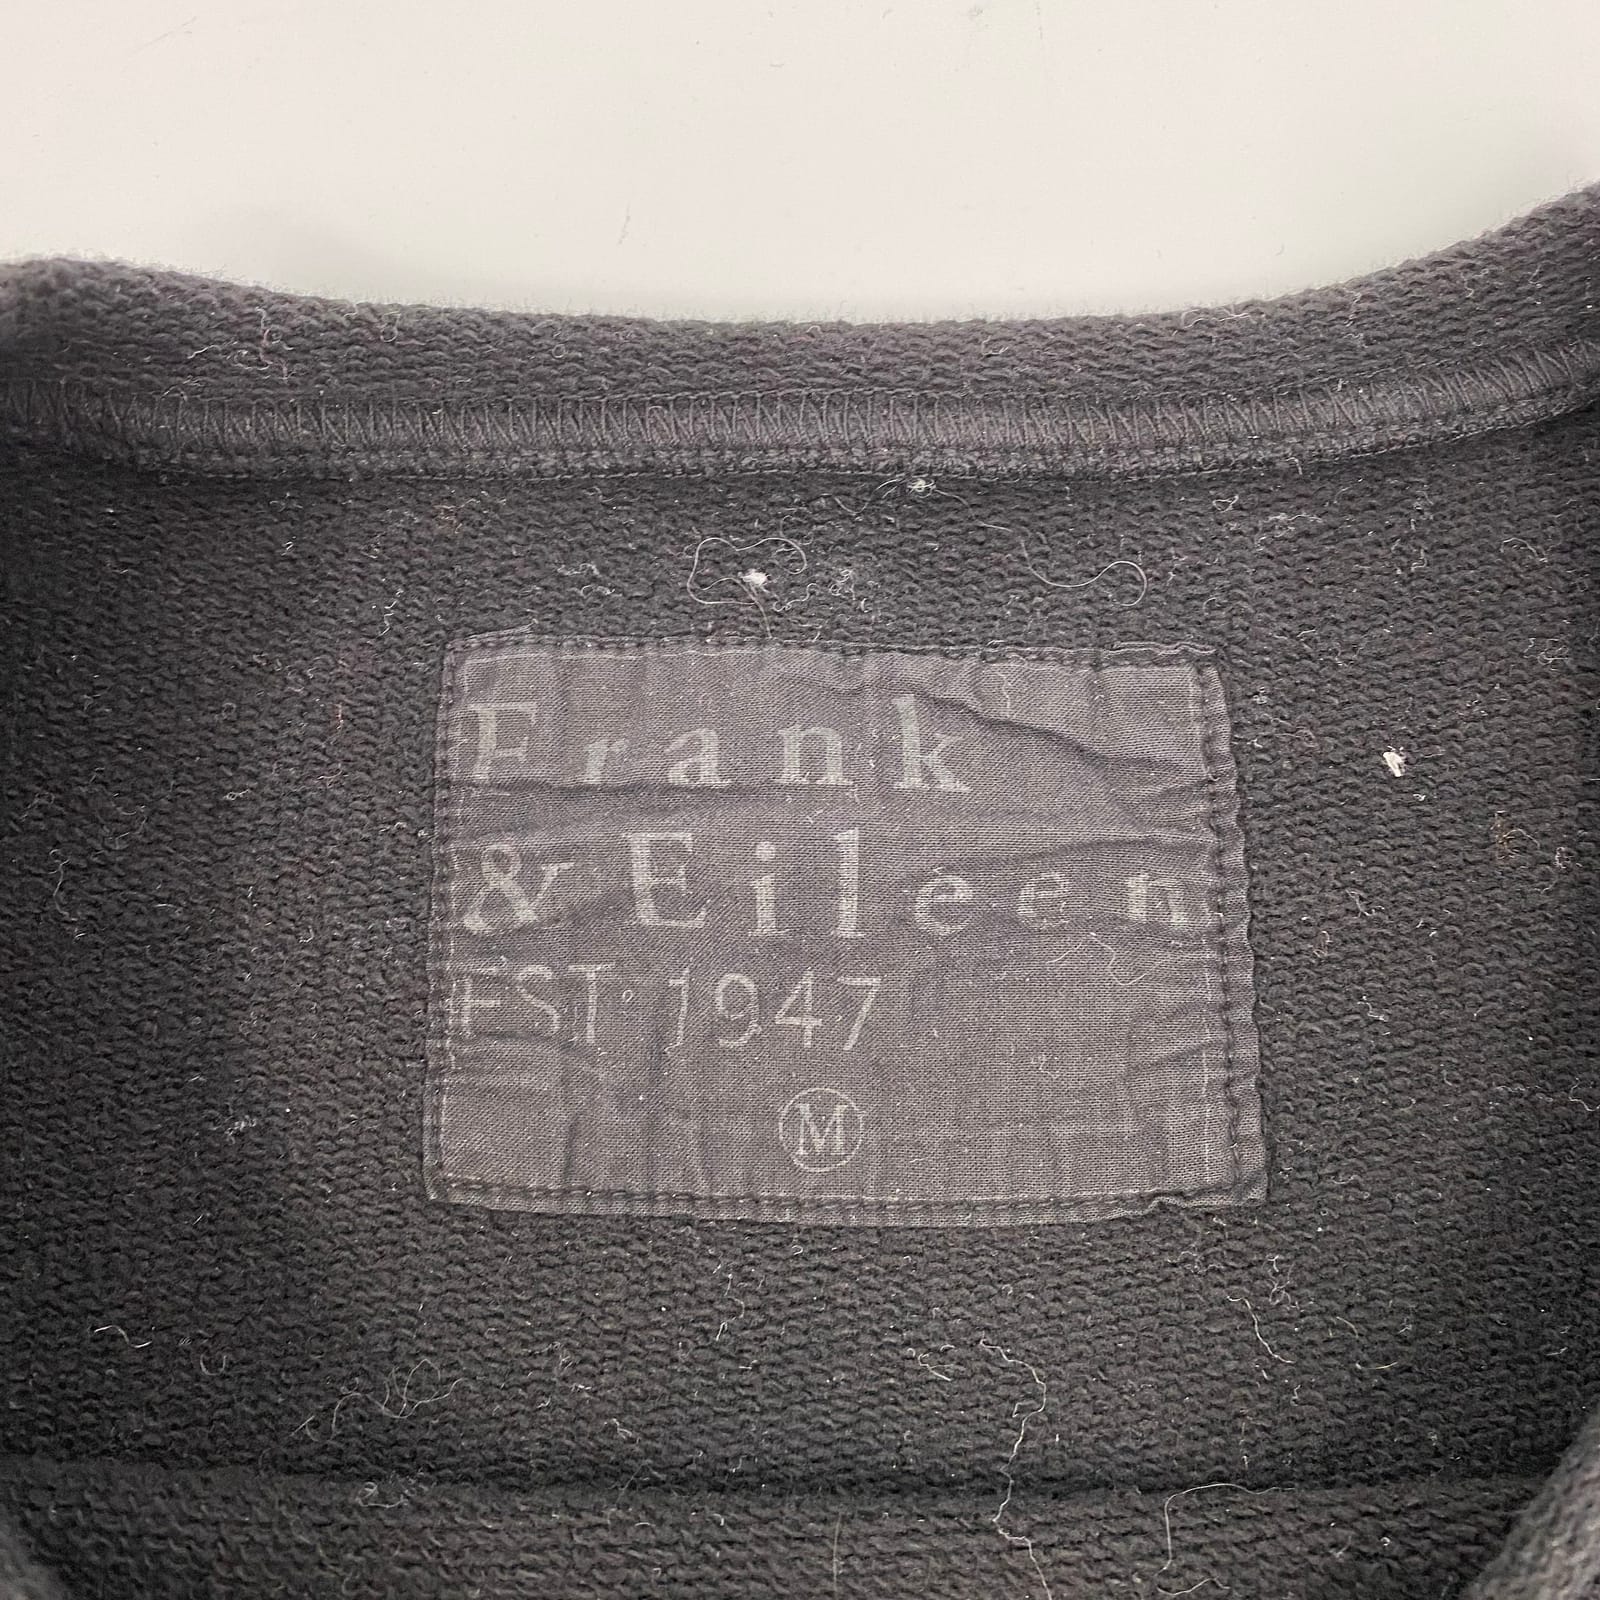 Frank
& Eileen
EST. 1947
M